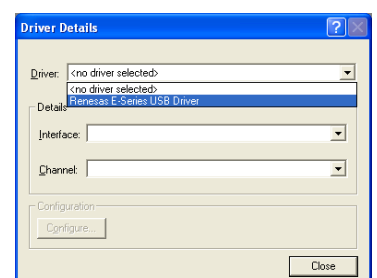 Driver Details
Driver: <no driver selected>
<no driver selected>
Renesas E-Series USB Driver
Details
Interface:
Channel:
Configuration
Configure...
Close